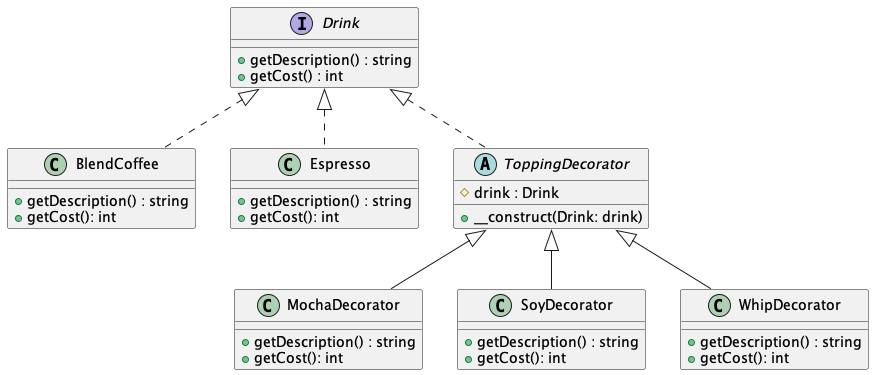 I Drink
+ getDescription() : string
+ getCost() : int
C BlendCoffee
+ getDescription() : string
+ getCost(): int
C Espresso
+ getDescription() : string
+ getCost(): int
A ToppingDecorator
drink : Drink
__construct(Drink: drink)
C MochaDecorator
getDescription() : string
getCost(): int
C SoyDecorator
getDescription() : string
getCost(): int
C WhipDecorator
getDescription() : string
getCost(): int